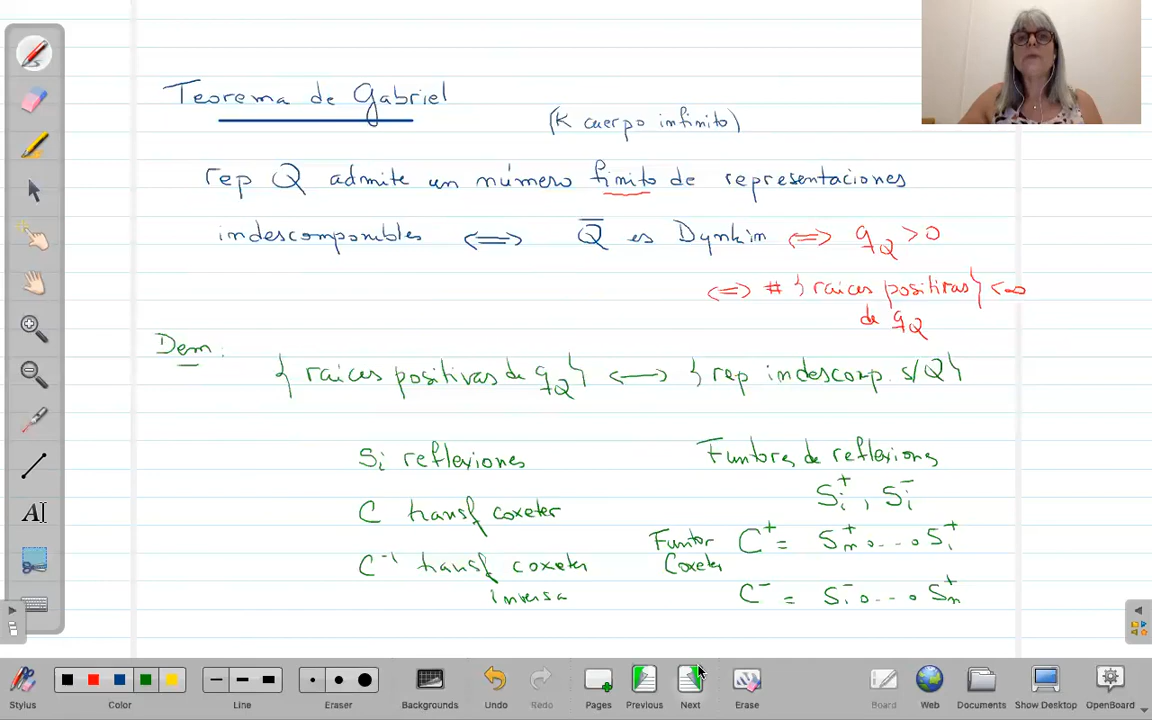 Teorema de Gabriel
(K cuerpo infinito)
rep Q admite un número finito de representaciones
indescomponibles ⟺ Q̅ es Dynkin ⟺ q_Q > 0
⟺ # { raices positivas } < ∞
de q_Q
Dem:
{ raices positivas de q_Q } ⟷ { rep indescomp. s/Q }
Si reflexiones
Funtores de reflexiones
S_i^+ , S_i^-
C transf coxeter
Funtor C^+ = S_n^+ ∘ ... ∘ S_1^+
Coxeter
C^-1 transf coxeter
inversa
C^- = S_1^- ∘ ... ∘ S_n^+
A
Stylus
Color
Line
Eraser
Backgrounds
Undo
Redo
Pages
Previous
Next
Erase
Board
Web
Documents
Show Desktop
OpenBoard